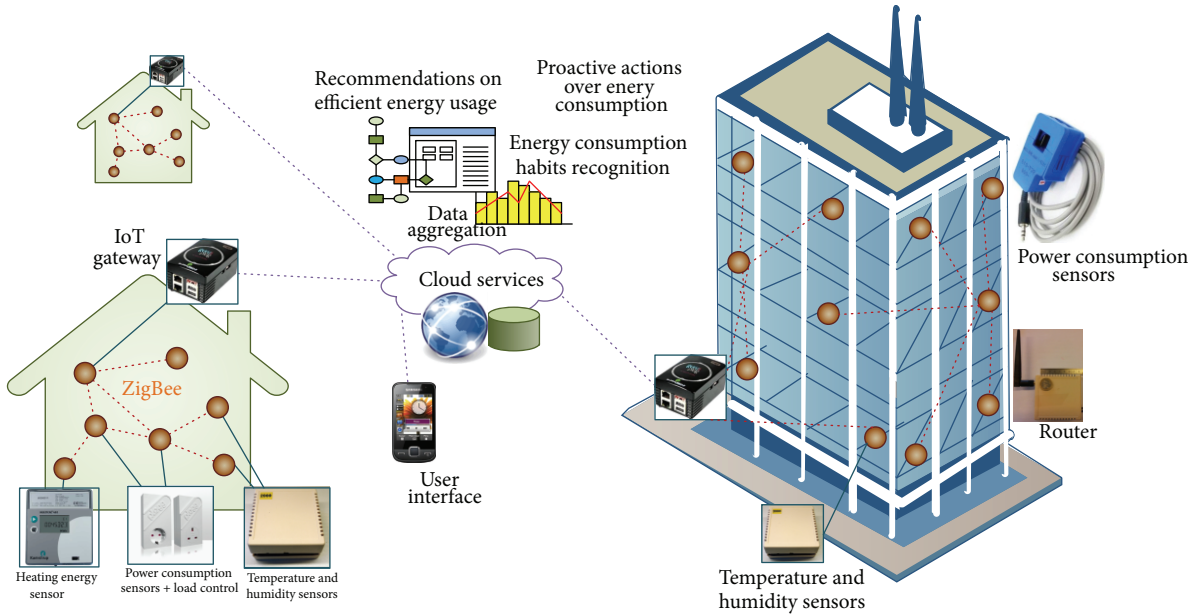 Recommendations on
efficient energy usage
Proactive actions
over enery
consumption
Energy consumption
habits recognition
Data
aggregation
IoT
gateway
Cloud services
Power consumption
sensors
ZigBee
Router
User
interface
Heating energy
sensor
Power consumption
sensors + load control
Temperature and
humidity sensors
Temperature and
humidity sensors